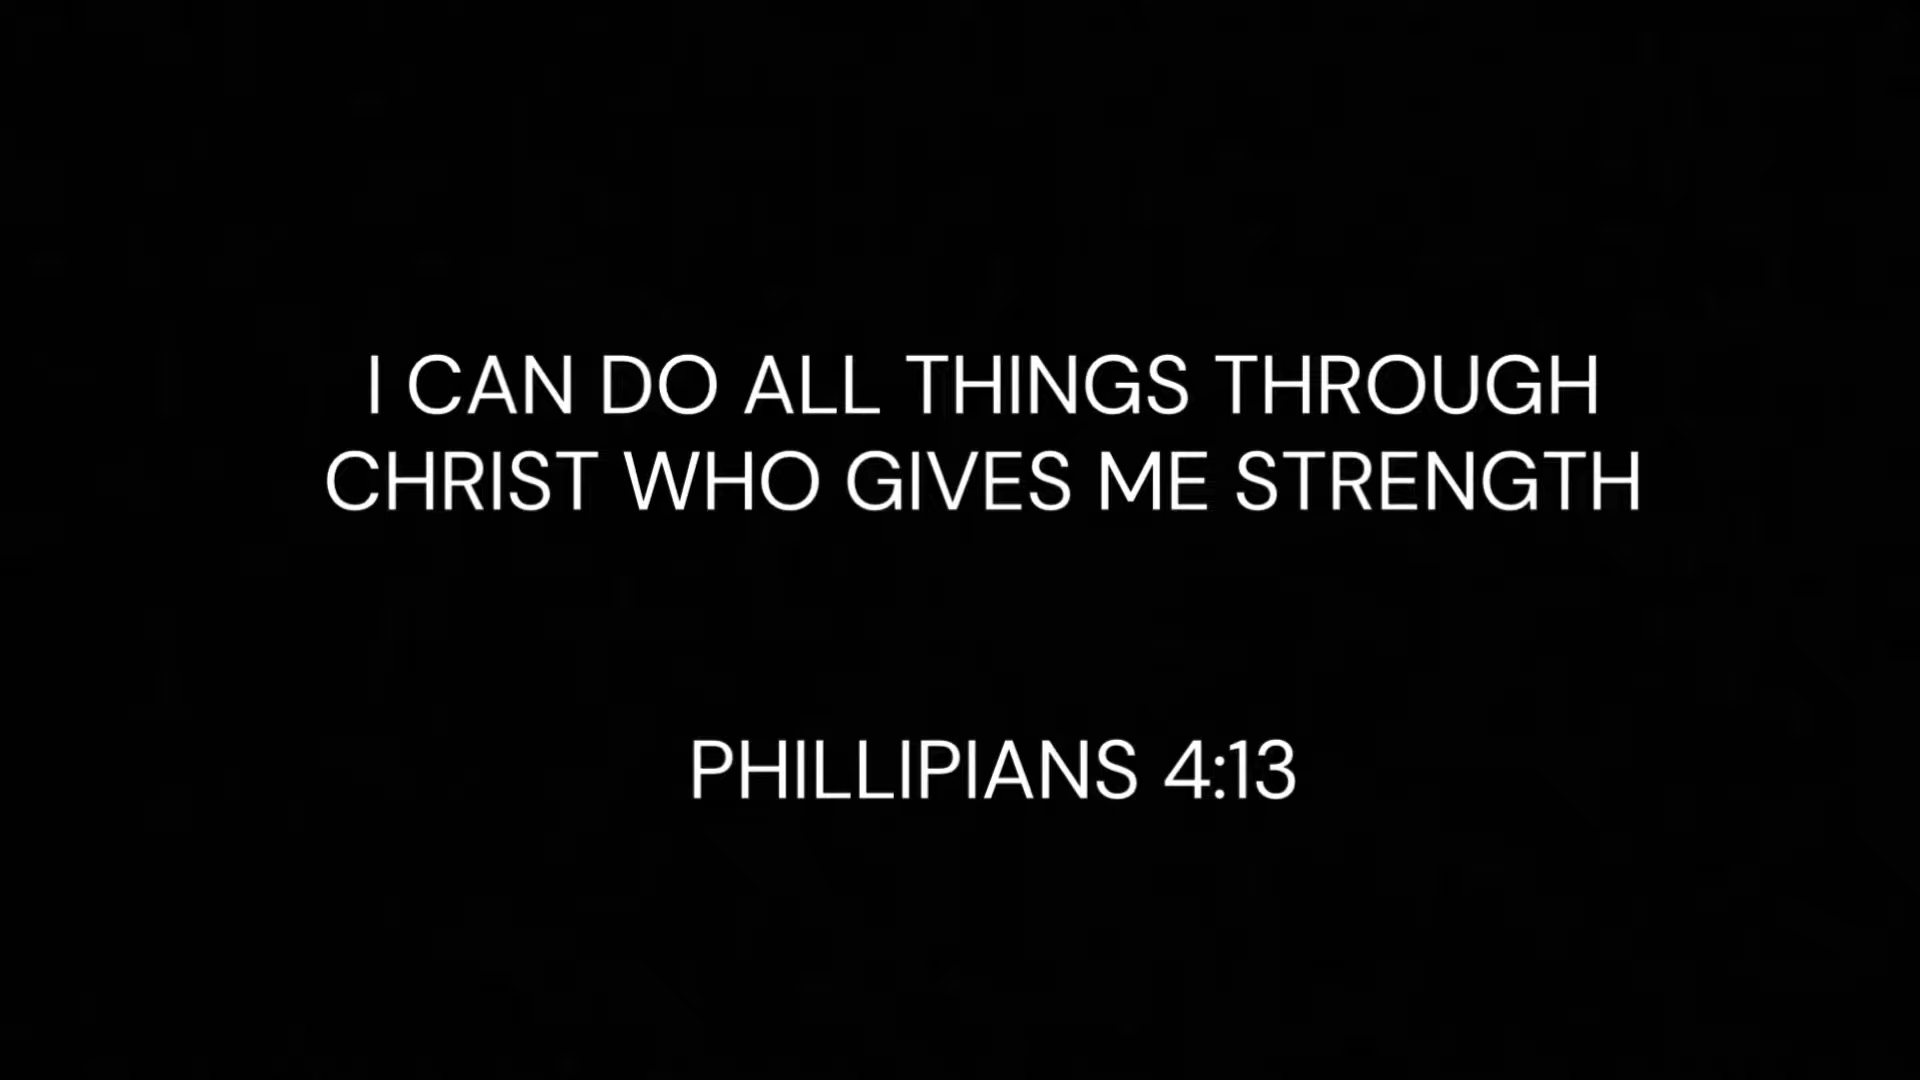 I CAN DO ALL THINGS THROUGH
CHRIST WHO GIVES ME STRENGTH
PHILLIPIANS 4:13